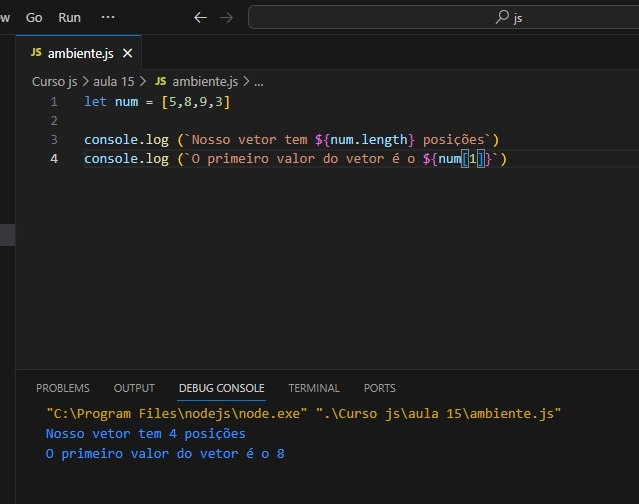 w Go Run ··· js
JS ambiente.js
Curso js > aula 15 > JS ambiente.js > ...
1 let num = [5,8,9,3]
2
3 console.log (`Nosso vetor tem ${num.length} posições`)
4 console.log (`O primeiro valor do vetor é o ${num[1]}`)
PROBLEMS OUTPUT DEBUG CONSOLE TERMINAL PORTS
"C:\Program Files\nodejs\node.exe" ".\Curso js\aula 15\ambiente.js"
Nosso vetor tem 4 posições
O primeiro valor do vetor é o 8